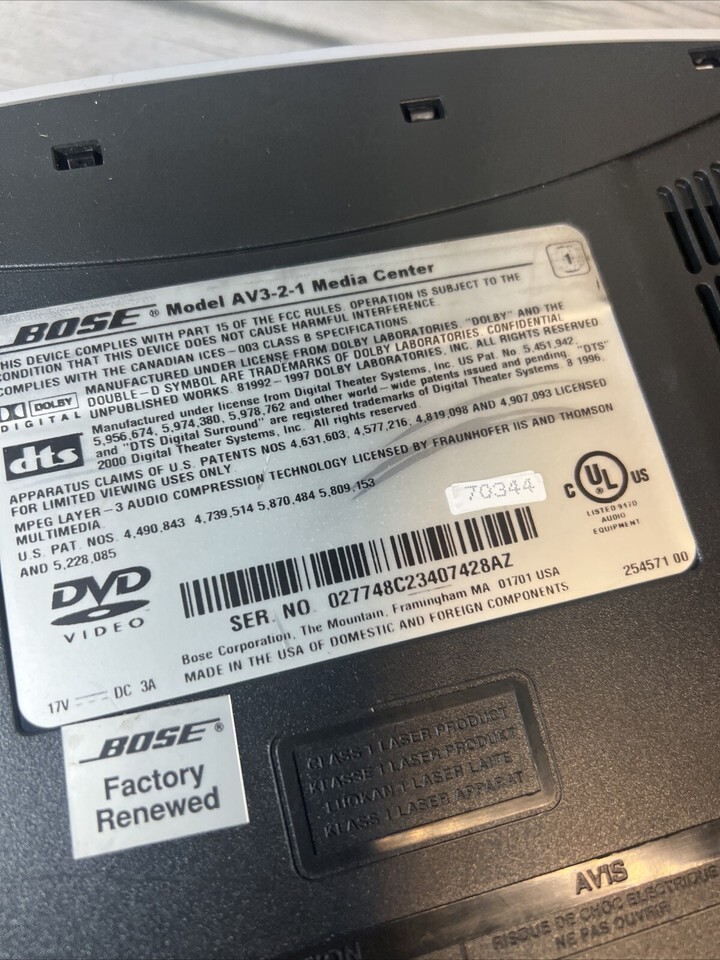 1
BOSE® Model AV3-2-1 Media Center
THIS DEVICE COMPLIES WITH PART 15 OF THE FCC RULES. OPERATION IS SUBJECT TO THE
CONDITION THAT THIS DEVICE DOES NOT CAUSE HARMFUL INTERFERENCE.
COMPLIES WITH THE CANADIAN ICES-003 CLASS B SPECIFICATIONS.
DOLBY
DIGITAL
MANUFACTURED UNDER LICENSE FROM DOLBY LABORATORIES. "DOLBY" AND THE
DOUBLE-D SYMBOL ARE TRADEMARKS OF DOLBY LABORATORIES. CONFIDENTIAL
UNPUBLISHED WORKS. 81992-1997 DOLBY LABORATORIES, INC. ALL RIGHTS RESERVED
dts
Manufactured under license from Digital Theater Systems, Inc. US Pat. No. 5,451,942,
5,956,674, 5,974,380, 5,978,762 and other world-wide patents issued and pending. "DTS"
and "DTS Digital Surround" are registered trademarks of Digital Theater Systems. 8 1996,
2000 Digital Theater Systems, Inc. All rights reserved.
APPARATUS CLAIMS OF U.S. PATENTS NOS 4,631,603, 4,577,216, 4,819,098 AND 4,907,093 LICENSED
FOR LIMITED VIEWING USES ONLY.
MPEG LAYER-3 AUDIO COMPRESSION TECHNOLOGY LICENSED BY FRAUNHOFER IIS AND THOMSON
MULTIMEDIA.
U.S. PAT. NOS. 4,490,843 4,739,514 5,870,484 5,809,153
AND 5,228,085
70344
C UL® US
LISTED 91?0
AUDIO
EQUIPMENT
DVD
VIDEO
SER. NO. 027748C23407428AZ
Bose Corporation, The Mountain, Framingham MA 01701 USA
MADE IN THE USA OF DOMESTIC AND FOREIGN COMPONENTS
254571 00
17V DC 3A
BOSE®
Factory
Renewed
CLASS 1 LASER PRODUCT
KLASSE 1 LASER PRODUKT
LUOKAN 1 LASER LAITE
KLASS 1 LASER APPARAT
AVIS
RISQUE DE CHOC ELECTRIQUE
NE PAS OUVRIR